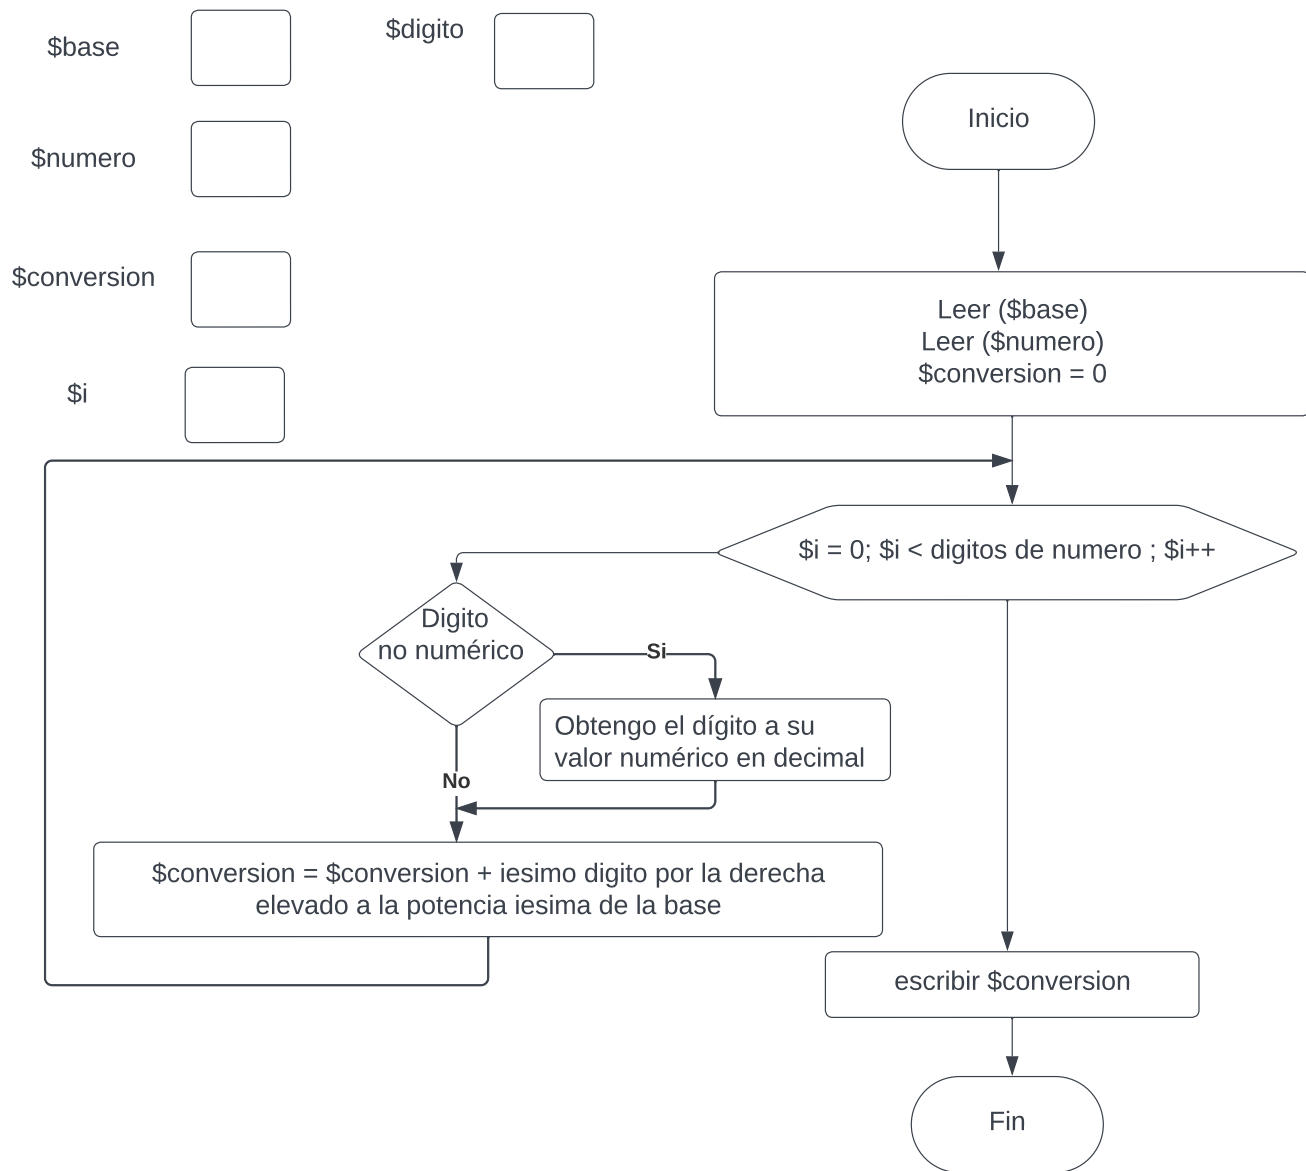 $base
$digito
$numero
$conversion
$i
Inicio
Leer ($base)
Leer ($numero)
$conversion = 0
$i = 0; $i < digitos de numero ; $i++
Digito
no numérico
Si
Obtengo el dígito a su
valor numérico en decimal
No
$conversion = $conversion + iesimo digito por la derecha
elevado a la potencia iesima de la base
escribir $conversion
Fin